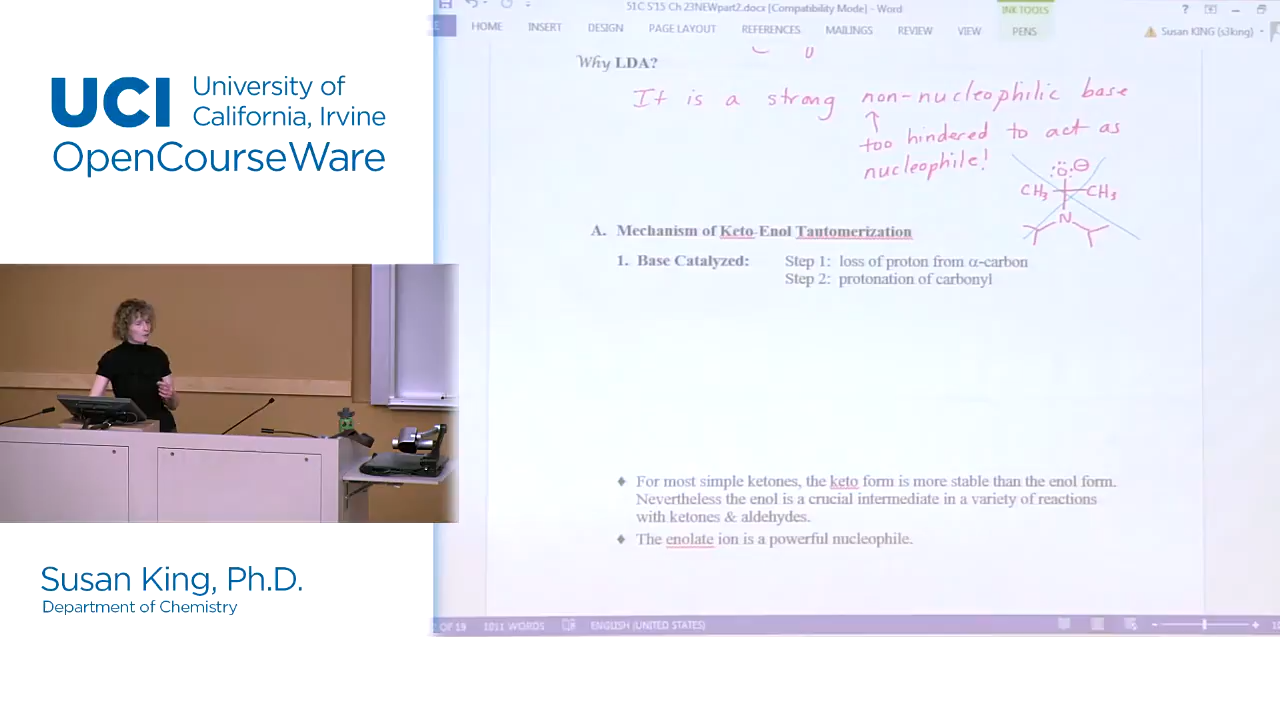 UCI University of
California, Irvine
OpenCourseWare
51C S'15 Ch 23NEWpart2.docx [Compatibility Mode] - Word
INK TOOLS
HOME INSERT DESIGN PAGE LAYOUT REFERENCES MAILINGS REVIEW VIEW PENS
Susan KING (s3king)
Why LDA?
It is a strong non-nucleophilic base
too hindered to act as
nucleophile!
:O: ⊖
CH3 CH3
N
A. Mechanism of Keto-Enol Tautomerization
1. Base Catalyzed: Step 1: loss of proton from α-carbon
Step 2: protonation of carbonyl
♦ For most simple ketones, the keto form is more stable than the enol form.
Nevertheless the enol is a crucial intermediate in a variety of reactions
with ketones & aldehydes.
♦ The enolate ion is a powerful nucleophile.
OF 19 1011 WORDS ENGLISH (UNITED STATES)
Susan King, Ph.D.
Department of Chemistry